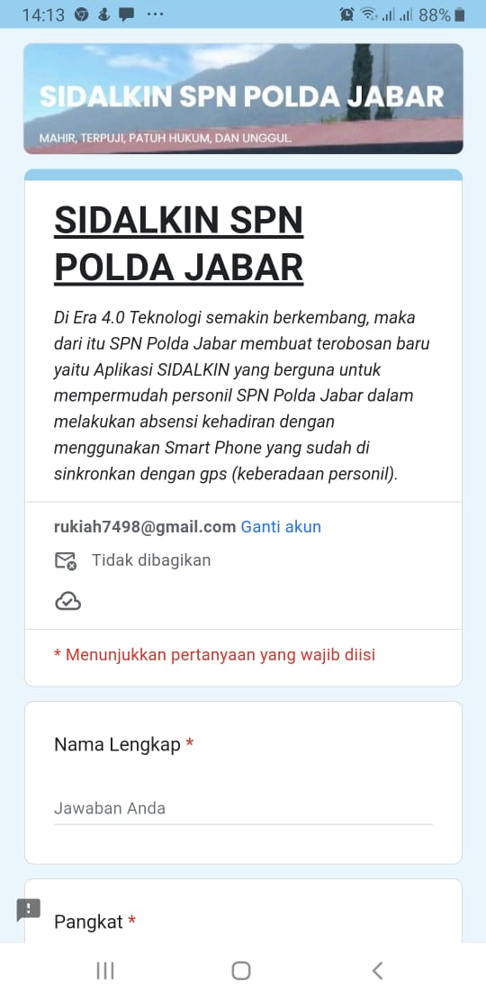 14:13
88%
SIDALKIN SPN POLDA JABAR
MAHIR, TERPUJI, PATUH HUKUM, DAN UNGGUL.
SIDALKIN SPN
POLDA JABAR
Di Era 4.0 Teknologi semakin berkembang, maka
dari itu SPN Polda Jabar membuat terobosan baru
yaitu Aplikasi SIDALKIN yang berguna untuk
mempermudah personil SPN Polda Jabar dalam
melakukan absensi kehadiran dengan
menggunakan Smart Phone yang sudah di
sinkronkan dengan gps (keberadaan personil).
rukiah7498@gmail.com Ganti akun
Tidak dibagikan
* Menunjukkan pertanyaan yang wajib diisi
Nama Lengkap *
Jawaban Anda
Pangkat *